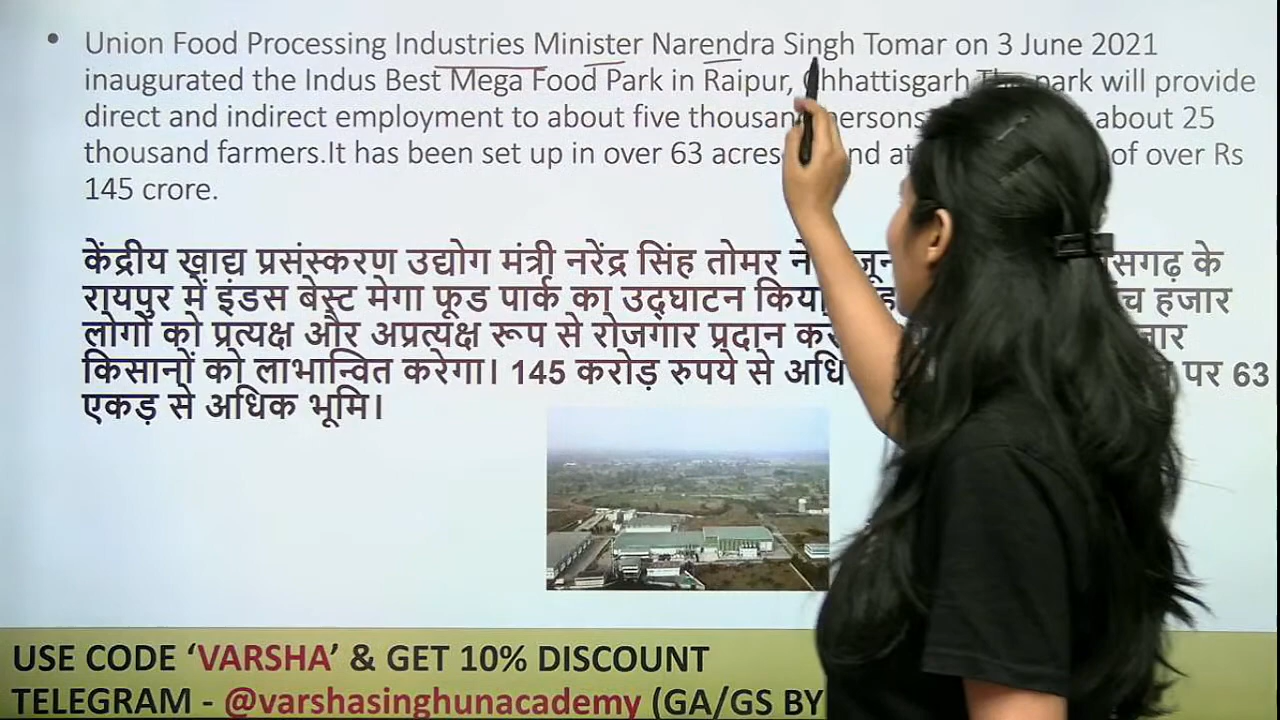 Union Food Processing Industries Minister Narendra Singh Tomar on 3 June 2021
inaugurated the Indus Best Mega Food Park in Raipur, Chhattisgarh The park will provide
direct and indirect employment to about five thousand persons about 25
thousand farmers.It has been set up in over 63 acres of over Rs
145 crore.
केंद्रीय खाद्य प्रसंस्करण उद्योग मंत्री नरेंद्र सिंह तोमर ने के
रायपुर में इंडस बेस्ट मेगा फूड पार्क का उद्घाटन किया हजार
लोगों को प्रत्यक्ष और अप्रत्यक्ष रूप से रोजगार प्रदान
किसानों को लाभान्वित करेगा। 145 करोड़ रुपये से पर 63
एकड़ से अधिक भूमि।
USE CODE ‘VARSHA’ & GET 10% DISCOUNT
TELEGRAM - @varshasinghunacademy (GA/GS BY